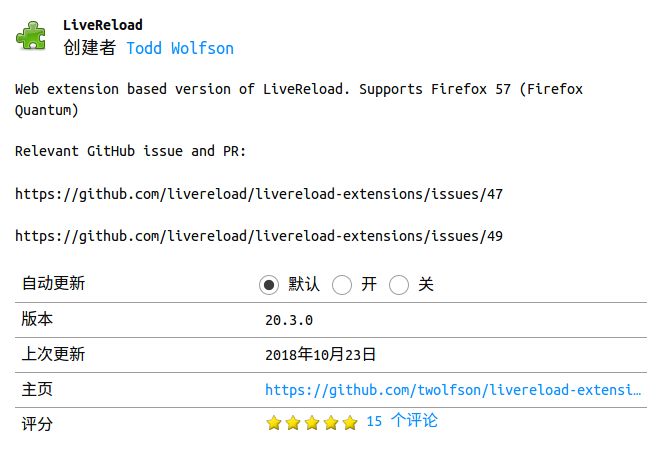 LiveReload
创建者 Todd Wolfson
Web extension based version of LiveReload. Supports Firefox 57 (Firefox
Quantum)
Relevant GitHub issue and PR:
https://github.com/livereload/livereload-extensions/issues/47
https://github.com/livereload/livereload-extensions/issues/49
自动更新 默认 开 关
版本 20.3.0
上次更新 2018年10月23日
主页 https://github.com/twolfson/livereload-extensi…
评分 15 个评论